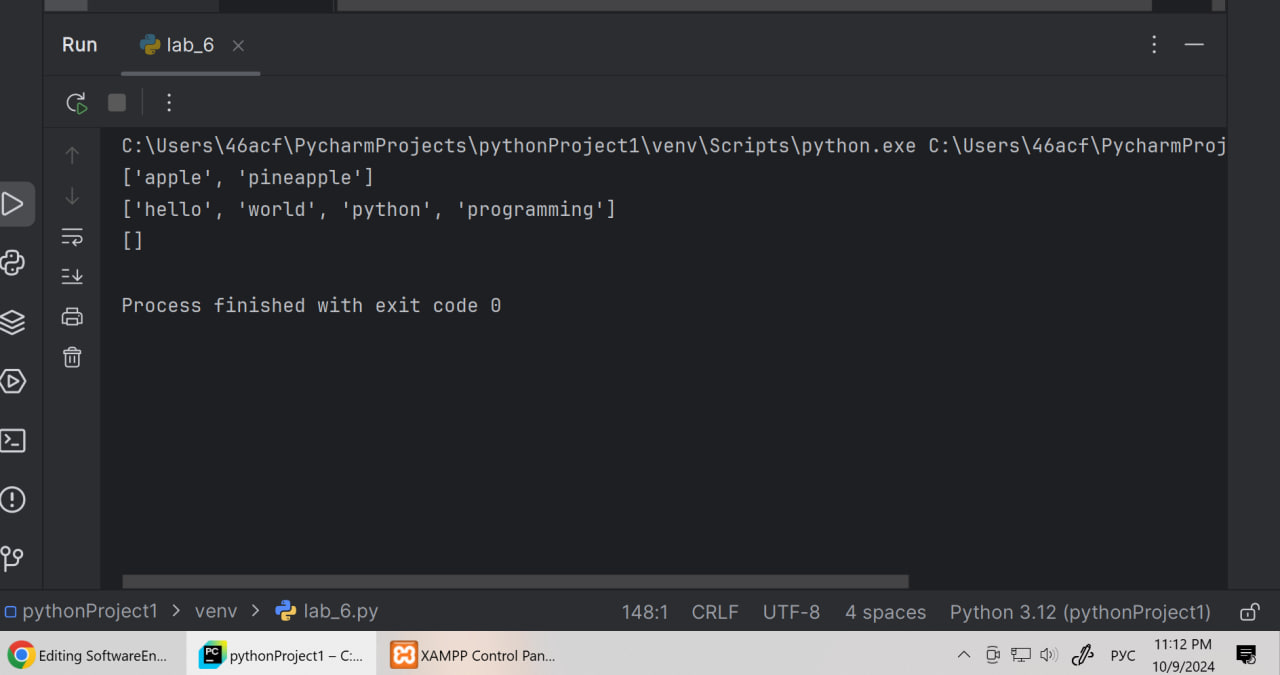 Run lab_6
C:\Users\46acf\PycharmProjects\pythonProject1\venv\Scripts\python.exe C:\Users\46acf\PycharmProj
['apple', 'pineapple']
['hello', 'world', 'python', 'programming']
[]
Process finished with exit code 0
pythonProject1 > venv > lab_6.py 148:1 CRLF UTF-8 4 spaces Python 3.12 (pythonProject1)
Editing SoftwareEn... PC pythonProject1 – C:... XAMPP Control Pan... РУС 11:12 PM
10/9/2024